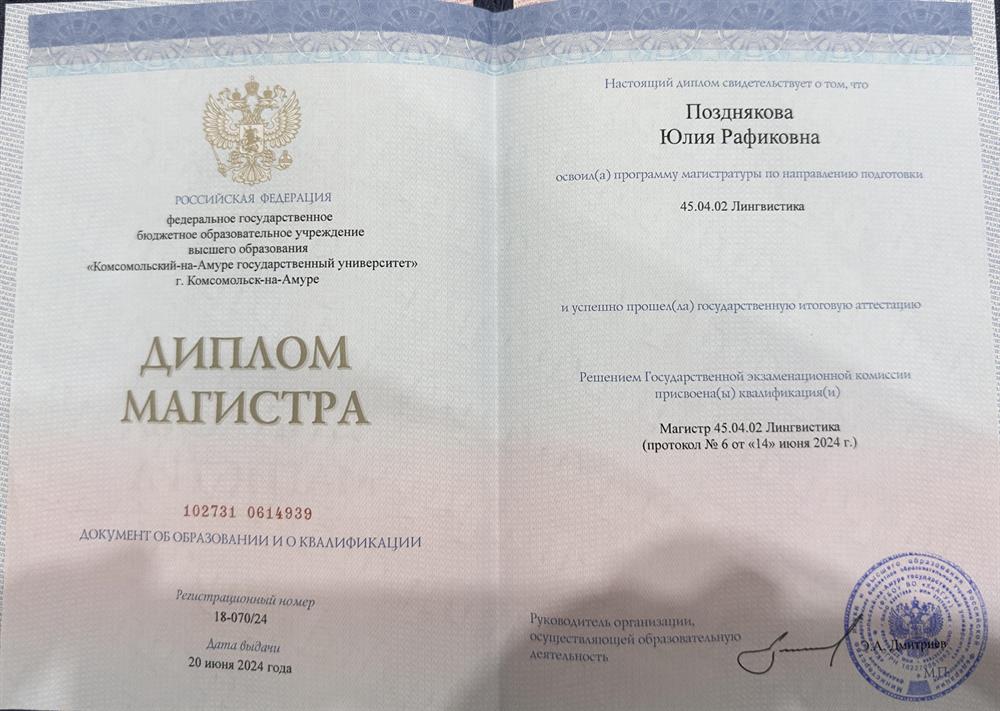 РОССИЙСКАЯ ФЕДЕРАЦИЯ
федеральное государственное
бюджетное образовательное учреждение
высшего образования
«Комсомольский-на-Амуре государственный университет»
г. Комсомольск-на-Амуре
ДИПЛОМ
МАГИСТРА
102731 0614939
ДОКУМЕНТ ОБ ОБРАЗОВАНИИ И О КВАЛИФИКАЦИИ
Регистрационный номер
18-070/24
Дата выдачи
20 июня 2024 года
Настоящий диплом свидетельствует о том, что
Позднякова
Юлия Рафиковна
освоил(а) программу магистратуры по направлению подготовки
45.04.02 Лингвистика
и успешно прошел(ла) государственную итоговую аттестацию
Решением Государственной экзаменационной комиссии
присвоена(ы) квалификация(и)
Магистр 45.04.02 Лингвистика
(протокол № 6 от «14» июня 2024 г.)
Руководитель организации,
осуществляющей образовательную
деятельность
Э.А. Дмитриев
М.П.